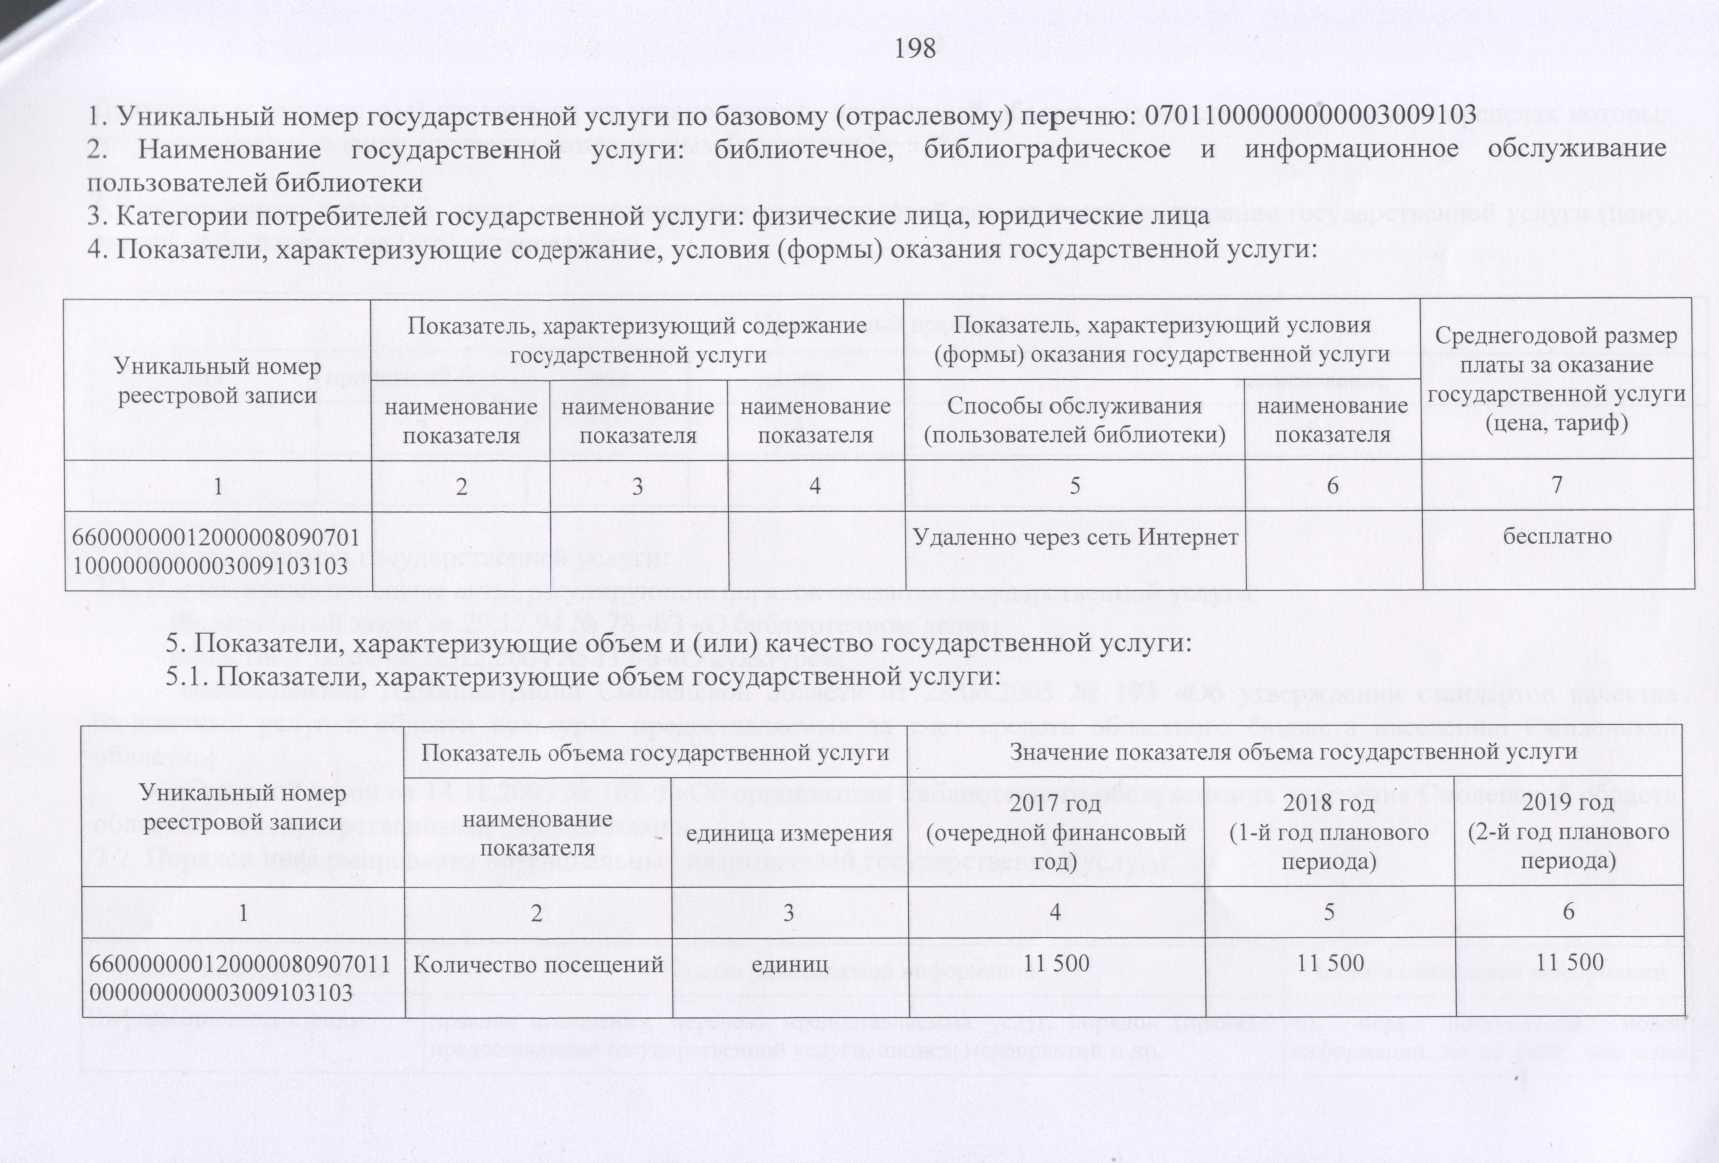 198
1. Уникальный номер государственной услуги по базовому (отраслевому) перечню: 07011000000000003009103
2. Наименование государственной услуги: библиотечное, библиографическое и информационное обслуживание
пользователей библиотеки
3. Категории потребителей государственной услуги: физические лица, юридические лица
4. Показатели, характеризующие содержание, условия (формы) оказания государственной услуги:
Уникальный номер
реестровой записи
Показатель, характеризующий содержание
государственной услуги
Показатель, характеризующий условия
(формы) оказания государственной услуги
Среднегодовой размер
платы за оказание
государственной услуги
(цена, тариф)
наименование
показателя
наименование
показателя
наименование
показателя
Способы обслуживания
(пользователей библиотеки)
наименование
показателя
1 2 3 4 5 6 7
66000000012000008090701
10000000000003009103103
Удаленно через сеть Интернет
бесплатно
5. Показатели, характеризующие объем и (или) качество государственной услуги:
5.1. Показатели, характеризующие объем государственной услуги:
Уникальный номер
реестровой записи
Показатель объема государственной услуги
Значение показателя объема государственной услуги
наименование
показателя
единица измерения
2017 год
(очередной финансовый
год)
2018 год
(1-й год планового
периода)
2019 год
(2-й год планового
периода)
1 2 3 4 5 6
660000000120000080907011
0000000000003009103103
Количество посещений
единиц
11 500
11 500
11 500